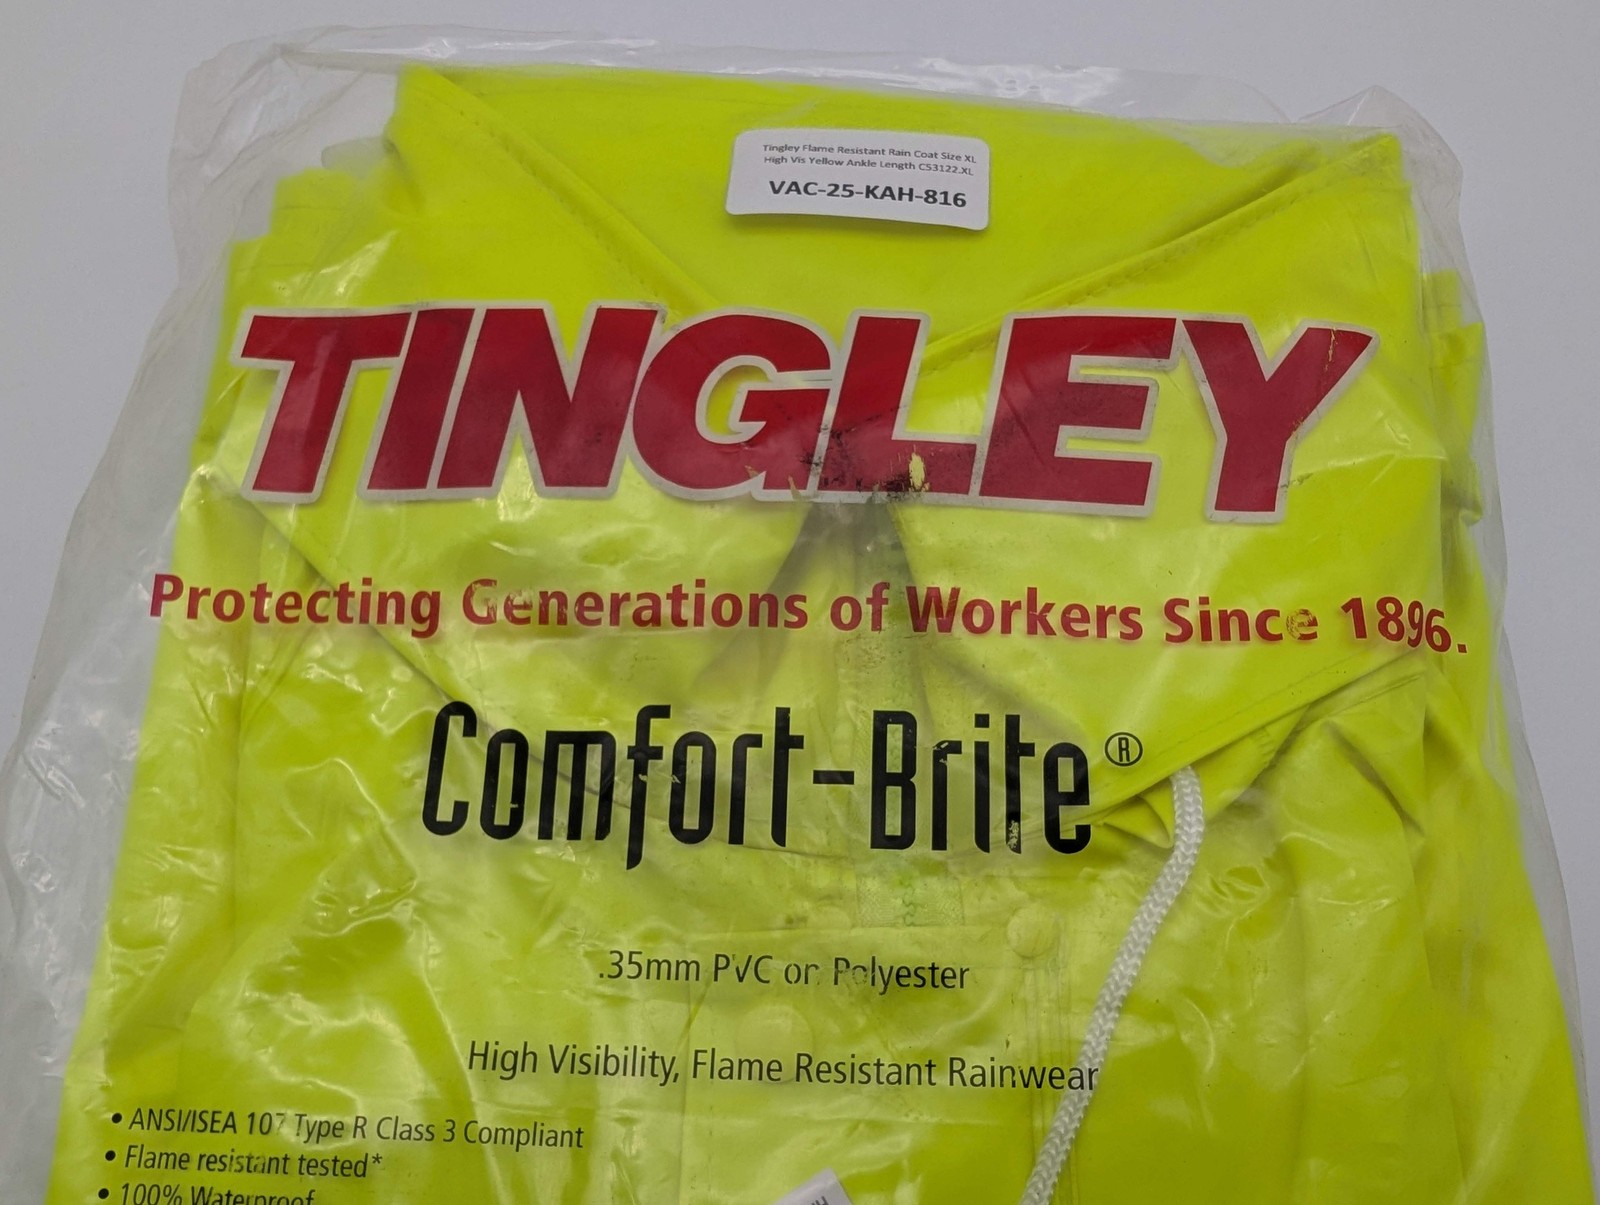 Tingley Flame Resistant Rain Coat Size XL
High Vis Yellow Ankle Length C53122.XL
VAC-25-KAH-816
TINGLEY
Protecting Generations of Workers Since 1896.
Comfort-Brite®
.35mm PVC on Polyester
High Visibility, Flame Resistant Rainwear
• ANSI/ISEA 107 Type R Class 3 Compliant
• Flame resistant tested*
• 100% Waterproof